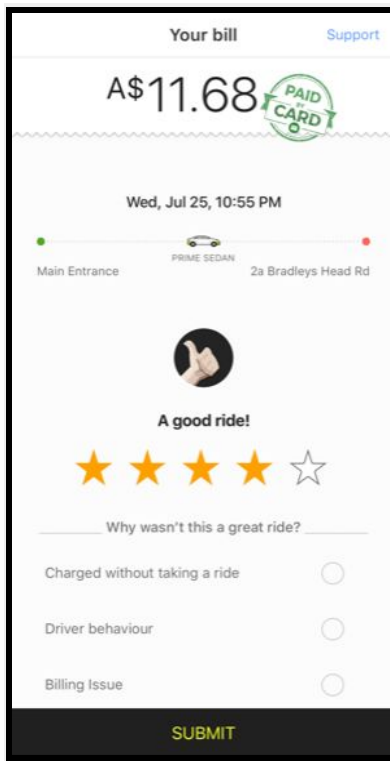 Your bill
Support
A$11.68
PAID
BY
CARD
Wed, Jul 25, 10:55 PM
PRIME SEDAN
Main Entrance
2a Bradleys Head Rd
A good ride!
Why wasn't this a great ride?
Charged without taking a ride
Driver behaviour
Billing Issue
SUBMIT